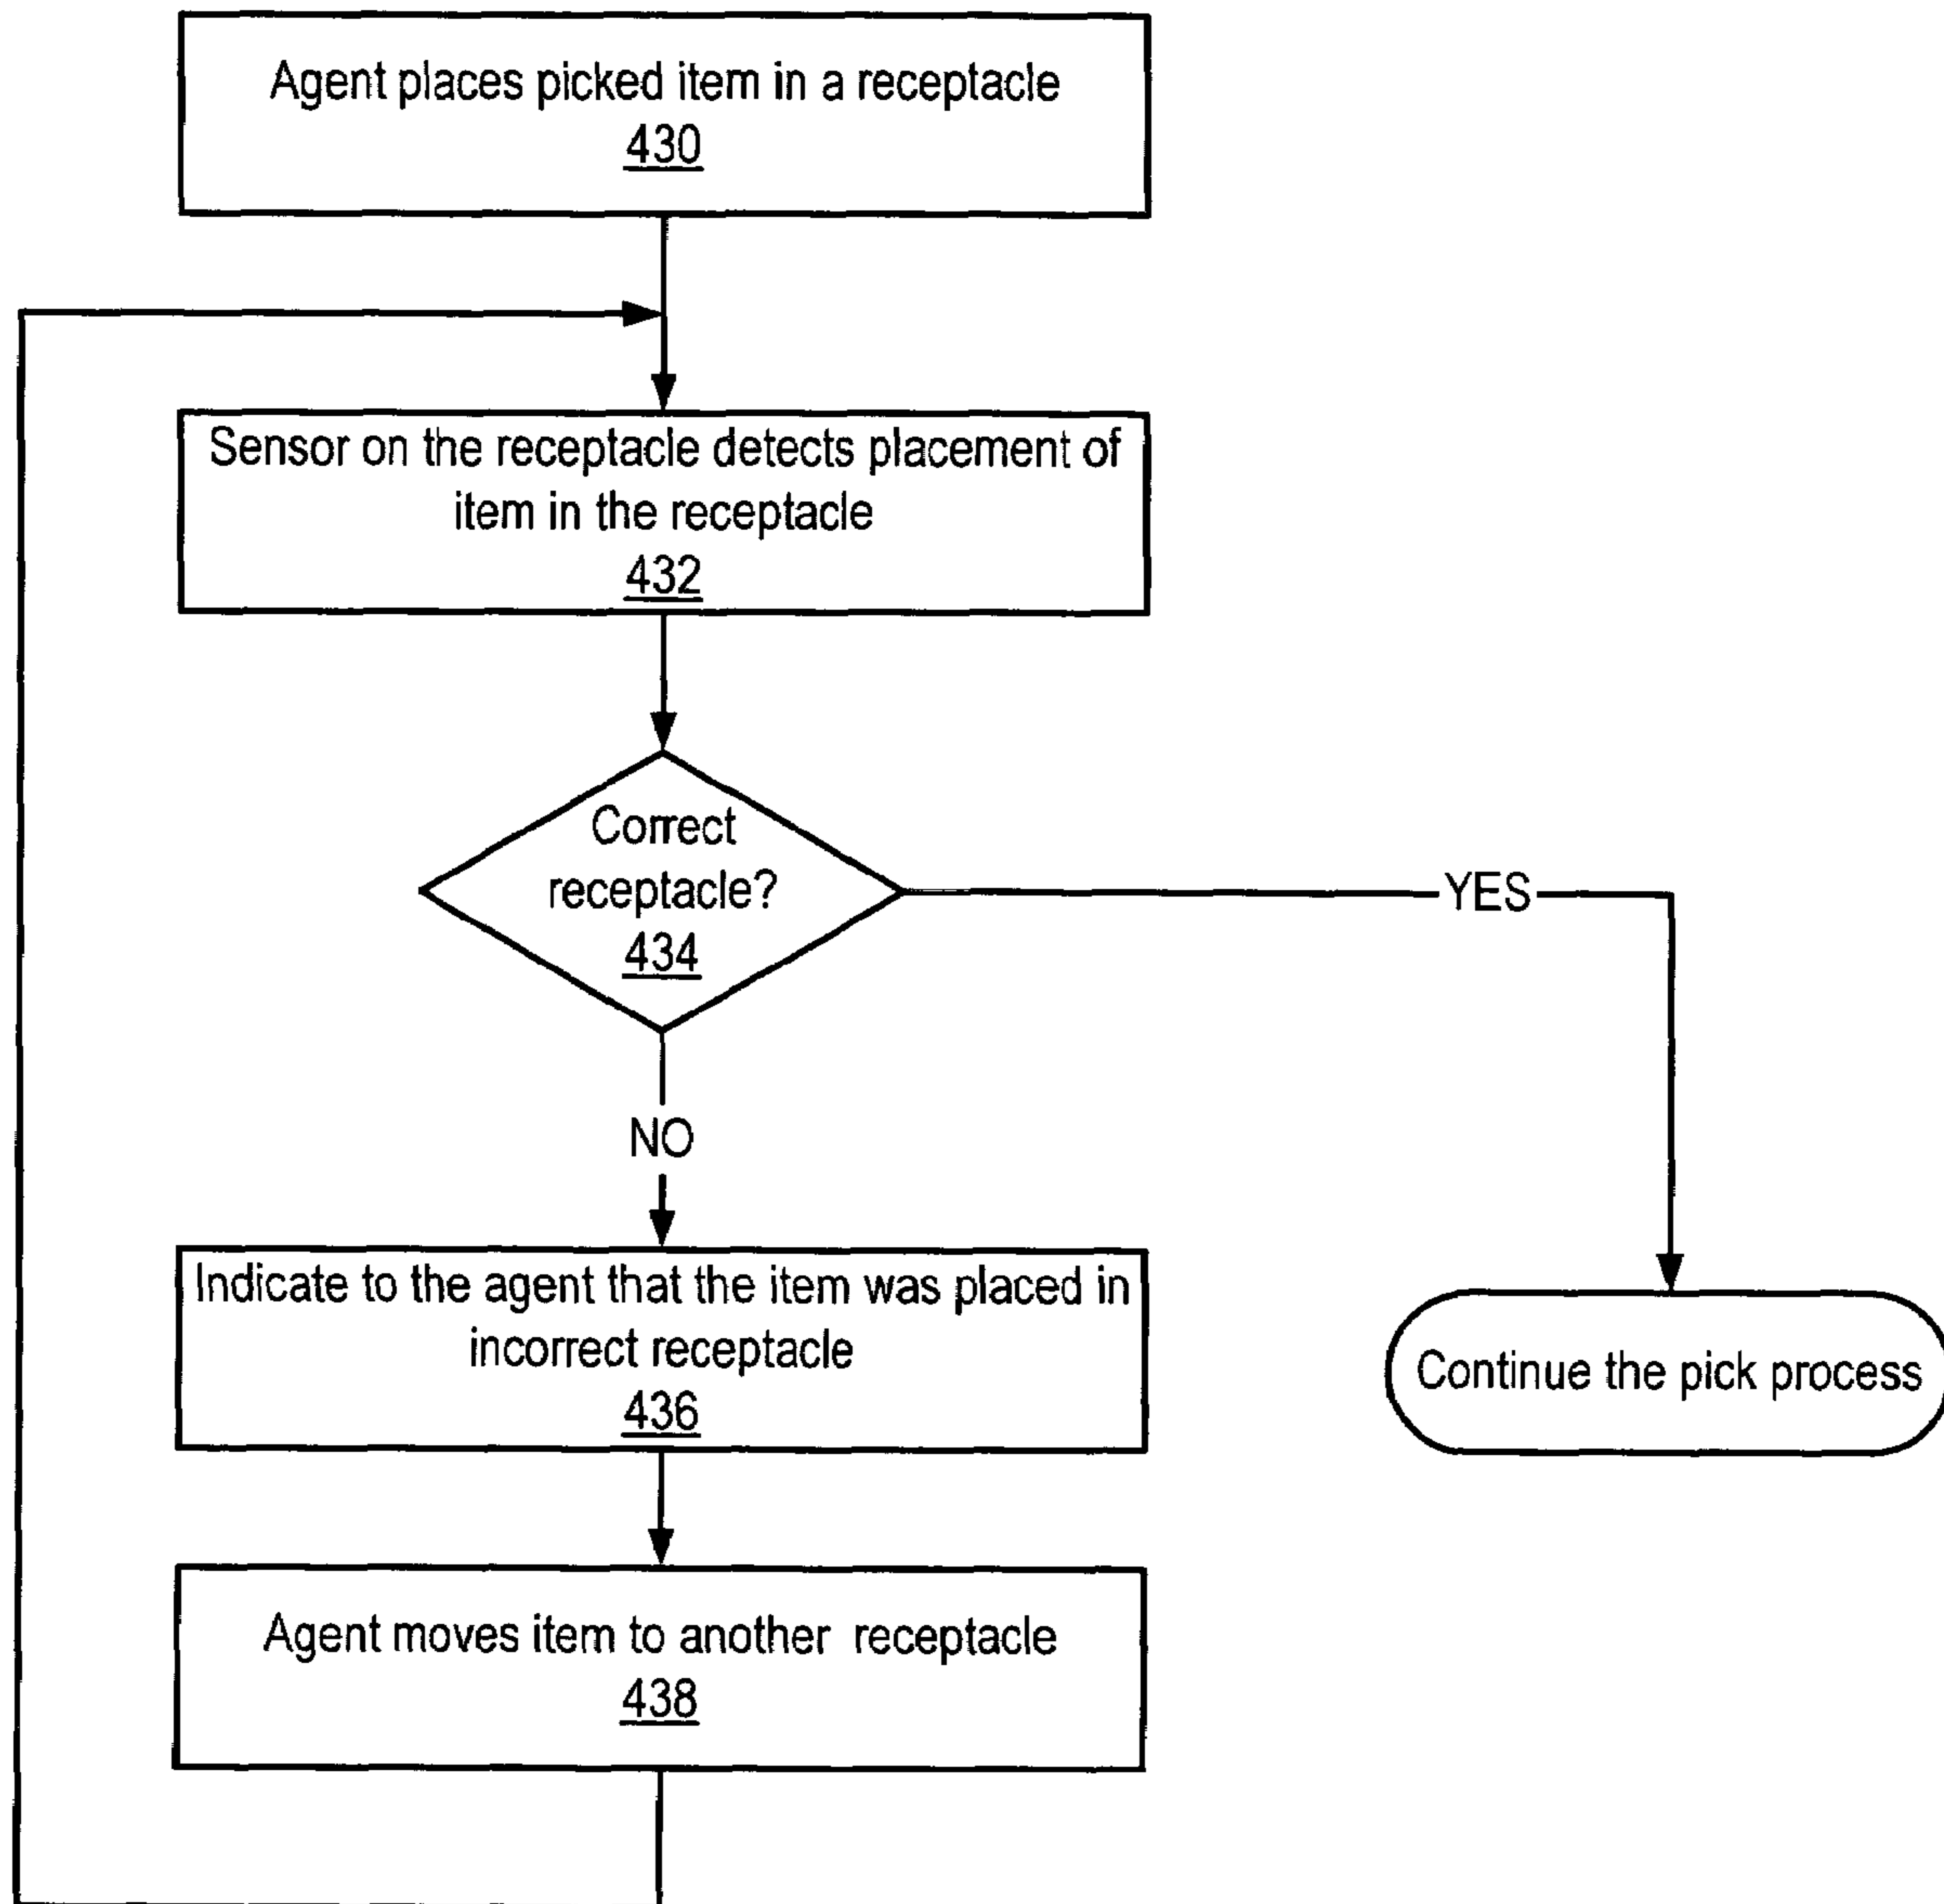 Agent places picked item in a receptacle
430
Sensor on the receptacle detects placement of
item in the receptacle
432
Correct
receptacle?
434
YES
NO
Indicate to the agent that the item was placed in
incorrect receptacle
436
Continue the pick process
Agent moves item to another receptacle
438